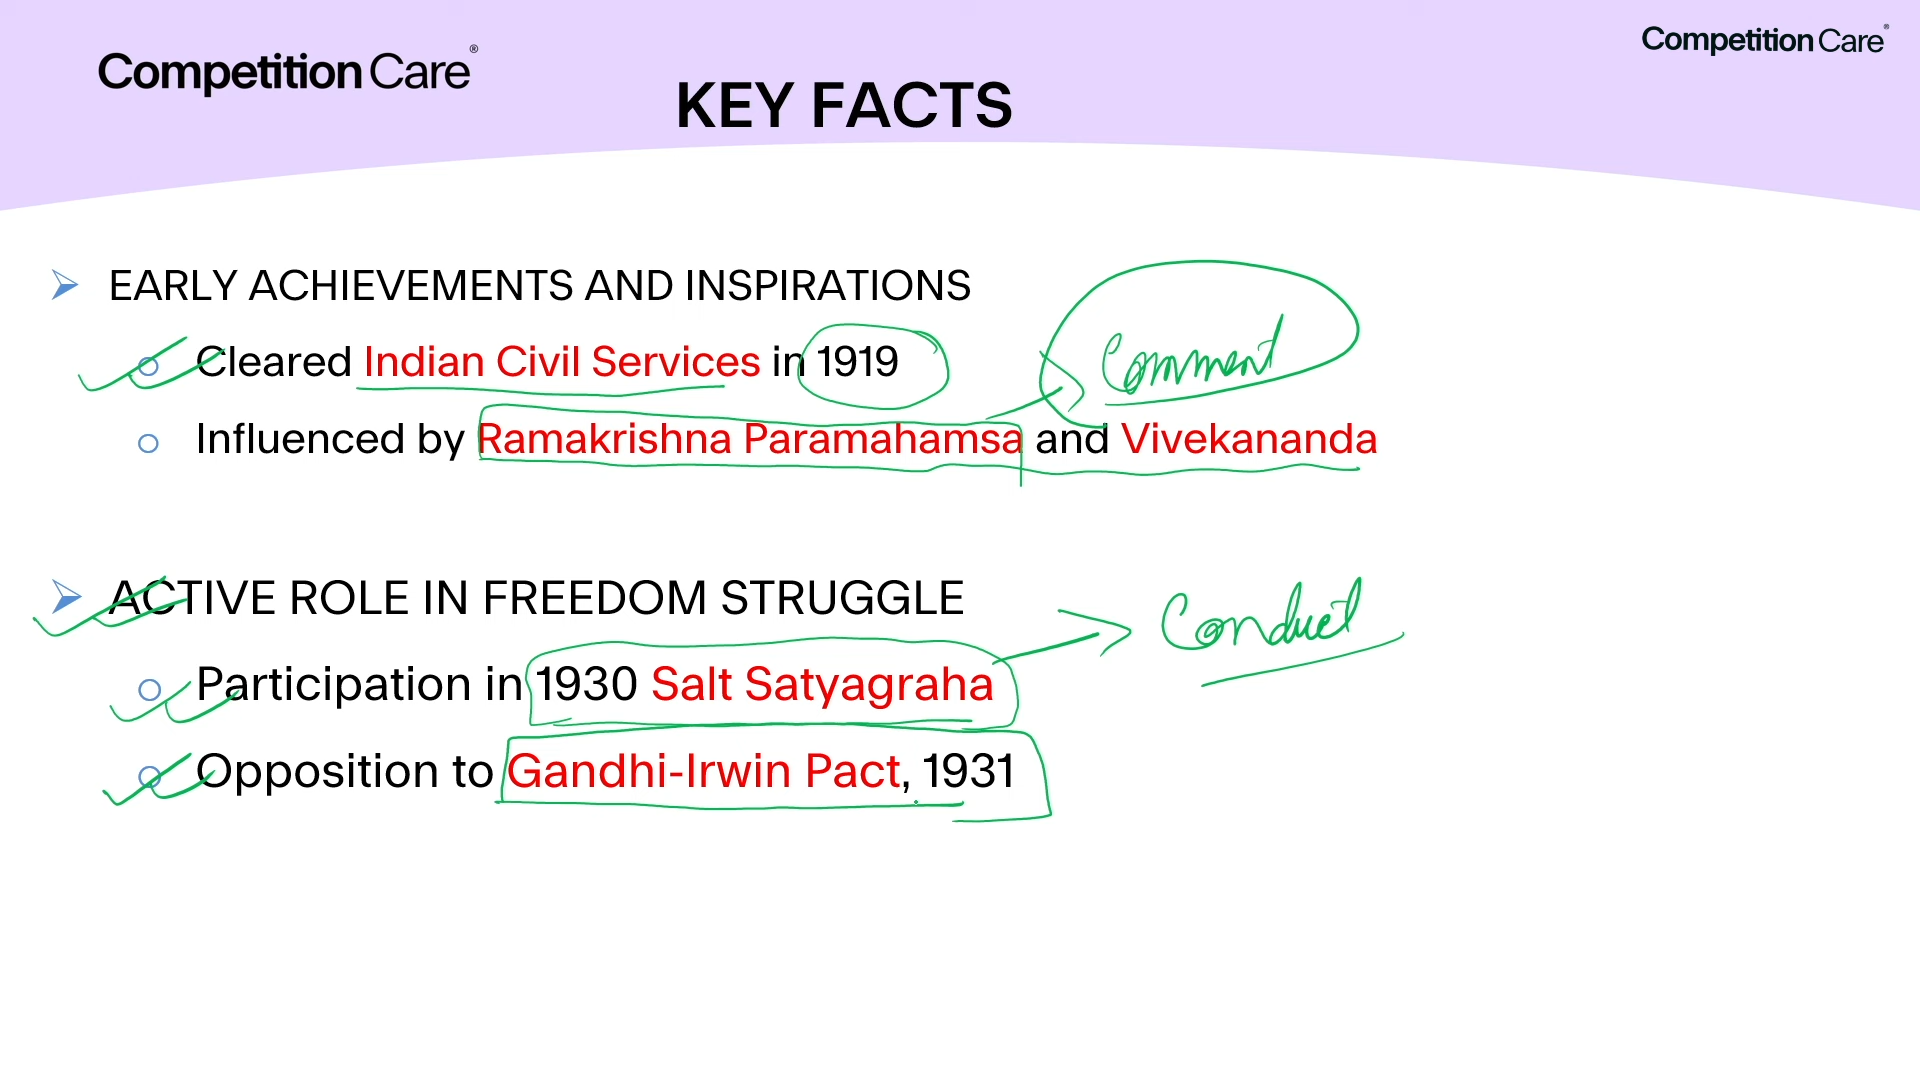 Competition Care®
Competition Care®
KEY FACTS
EARLY ACHIEVEMENTS AND INSPIRATIONS
Cleared Indian Civil Services in 1919
Comment
Influenced by Ramakrishna Paramahamsa and Vivekananda
ACTIVE ROLE IN FREEDOM STRUGGLE
Conduct
Participation in 1930 Salt Satyagraha
Opposition to Gandhi-Irwin Pact, 1931